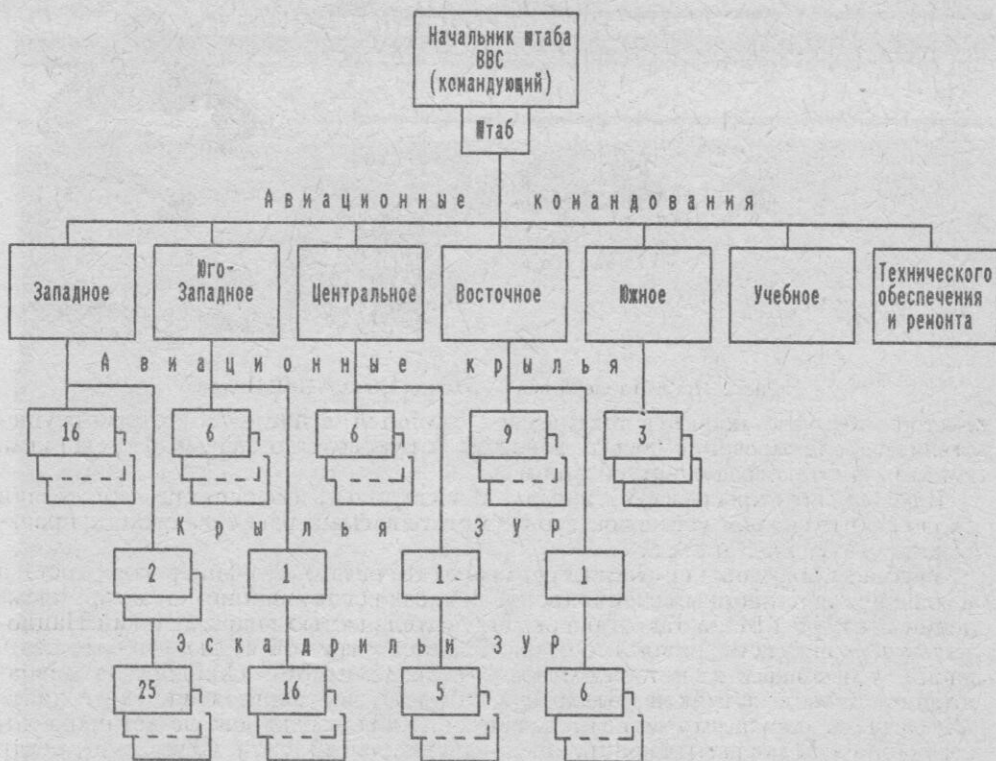 Начальник штаба
ВВС
(командующий)
Штаб
Авиационные командования
Западное
Юго-
Западное
Центральное
Восточное
Южное
Учебное
Технического
обеспечения
и ремонта
Авиационные крылья
16
6
6
9
3
Крылья ЗУР
2
1
1
1
Эскадрильи ЗУР
25
16
5
6